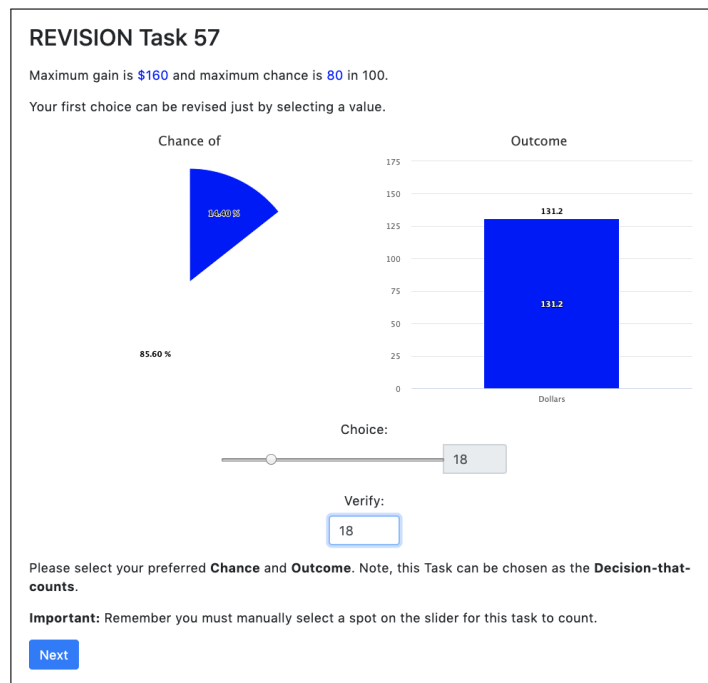 REVISION Task 57
Maximum gain is $160 and maximum chance is 80 in 100.
Your first choice can be revised just by selecting a value.
Chance of
14.40 %
85.60 %
Outcome
175
150
125
100
75
50
25
0
131.2
131.2
Dollars
Choice:
18
Verify:
18
Please select your preferred Chance and Outcome. Note, this Task can be chosen as the Decision-that-
counts.
Important: Remember you must manually select a spot on the slider for this task to count.
Next